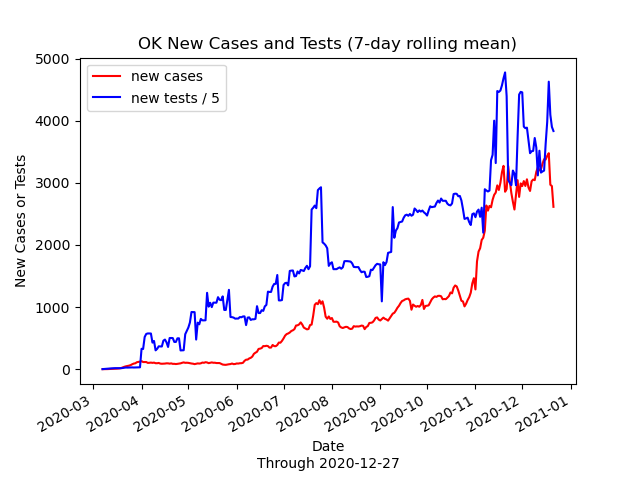 OK New Cases and Tests (7-day rolling mean)
new cases
new tests / 5
New Cases or Tests
5000
4000
3000
2000
1000
0
2020-03
2020-04
2020-05
2020-06
2020-07
2020-08
2020-09
2020-10
2020-11
2020-12
2021-01
Date
Through 2020-12-27